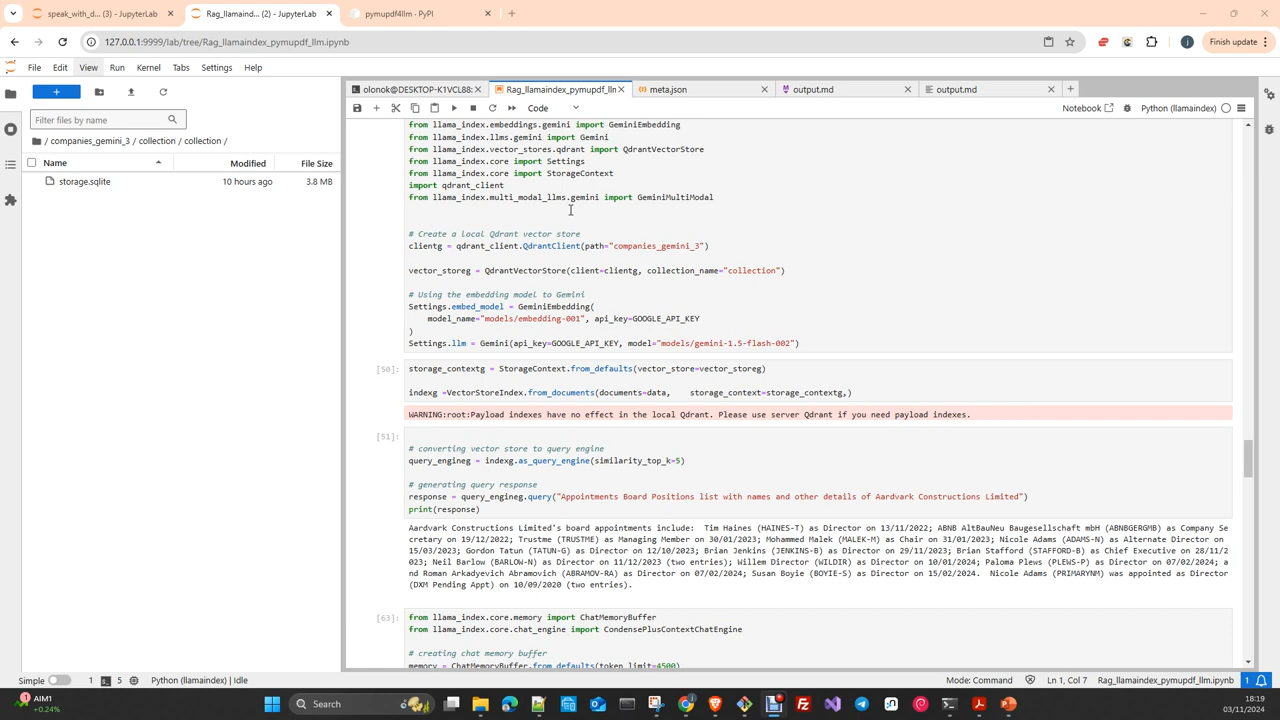 speak_with_d... (3) - JupyterLab
Rag_llamaind... (2) - JupyterLab
pymupdf4llm · PyPI
127.0.0.1:9999/lab/tree/Rag_llamaindex_pymupdf_llm.ipynb
Finish update
File Edit View Run Kernel Tabs Settings Help
olonok@DESKTOP-K1VCL88:
Rag_llamaindex_pymupdf_lln
meta.json
output.md
output.md
Code
Notebook
Python (llamaindex)
Filter files by name
/ companies_gemini_3 / collection / collection /
Name Modified File Size
storage.sqlite 10 hours ago 3.8 MB
from llama_index.embeddings.gemini import GeminiEmbedding
from llama_index.llms.gemini import Gemini
from llama_index.vector_stores.qdrant import QdrantVectorStore
from llama_index.core import Settings
from llama_index.core import StorageContext
import qdrant_client
from llama_index.multi_modal_llms.gemini import GeminiMultiModal
# Create a local Qdrant vector store
clientg = qdrant_client.QdrantClient(path="companies_gemini_3")
vector_storeg = QdrantVectorStore(client=clientg, collection_name="collection")
# Using the embedding model to Gemini
Settings.embed_model = GeminiEmbedding(
model_name="models/embedding-001", api_key=GOOGLE_API_KEY
)
Settings.llm = Gemini(api_key=GOOGLE_API_KEY, model="models/gemini-1.5-flash-002")
[50]: storage_contextg = StorageContext.from_defaults(vector_store=vector_storeg)
indexg =VectorStoreIndex.from_documents(documents=data, storage_context=storage_contextg,)
WARNING:root:Payload indexes have no effect in the local Qdrant. Please use server Qdrant if you need payload indexes.
[51]:
# converting vector store to query engine
query_engineg = indexg.as_query_engine(similarity_top_k=5)
# generating query response
response = query_engineg.query("Appointments Board Positions list with names and other details of Aardvark Constructions Limited")
print(response)
Aardvark Constructions Limited's board appointments include: Tim Haines (HAINES-T) as Director on 13/11/2022; ABNB AltBauNeu Baugesellschaft mbH (ABNBGERGMB) as Company Se
cretary on 19/12/2022; Trustme (TRUSTME) as Managing Member on 30/01/2023; Mohammed Malek (MALEK-M) as Chair on 31/01/2023; Nicole Adams (ADAMS-N) as Alternate Director on
15/03/2023; Gordon Tatun (TATUN-G) as Director on 12/10/2023; Brian Jenkins (JENKINS-B) as Director on 29/11/2023; Brian Stafford (STAFFORD-B) as Chief Executive on 28/11/2
023; Neil Barlow (BARLOW-N) as Director on 11/12/2023 (two entries); Willem Director (WILDIR) as Director on 10/01/2024; Paloma Plews (PLEWS-P) as Director on 07/02/2024; a
nd Roman Arkadyevich Abramovich (ABRAMOV-RA) as Director on 07/02/2024; Susan Boyie (BOYIE-S) as Director on 15/02/2024. Nicole Adams (PRIMARYNM) was appointed as Director
(DXM Pending Appt) on 10/09/2020 (two entries).
[63]: from llama_index.core.memory import ChatMemoryBuffer
from llama_index.core.chat_engine import CondensePlusContextChatEngine
# creating chat memory buffer
memory = ChatMemoryBuffer.from_defaults(token_limit=4500)
Simple 1 5 Python (llamaindex) | Idle
Mode: Command Ln 1, Col 7 Rag_llamaindex_pymupdf_llm.ipynb 1
AIM1
+0.24%
Search
18:19
03/11/2024